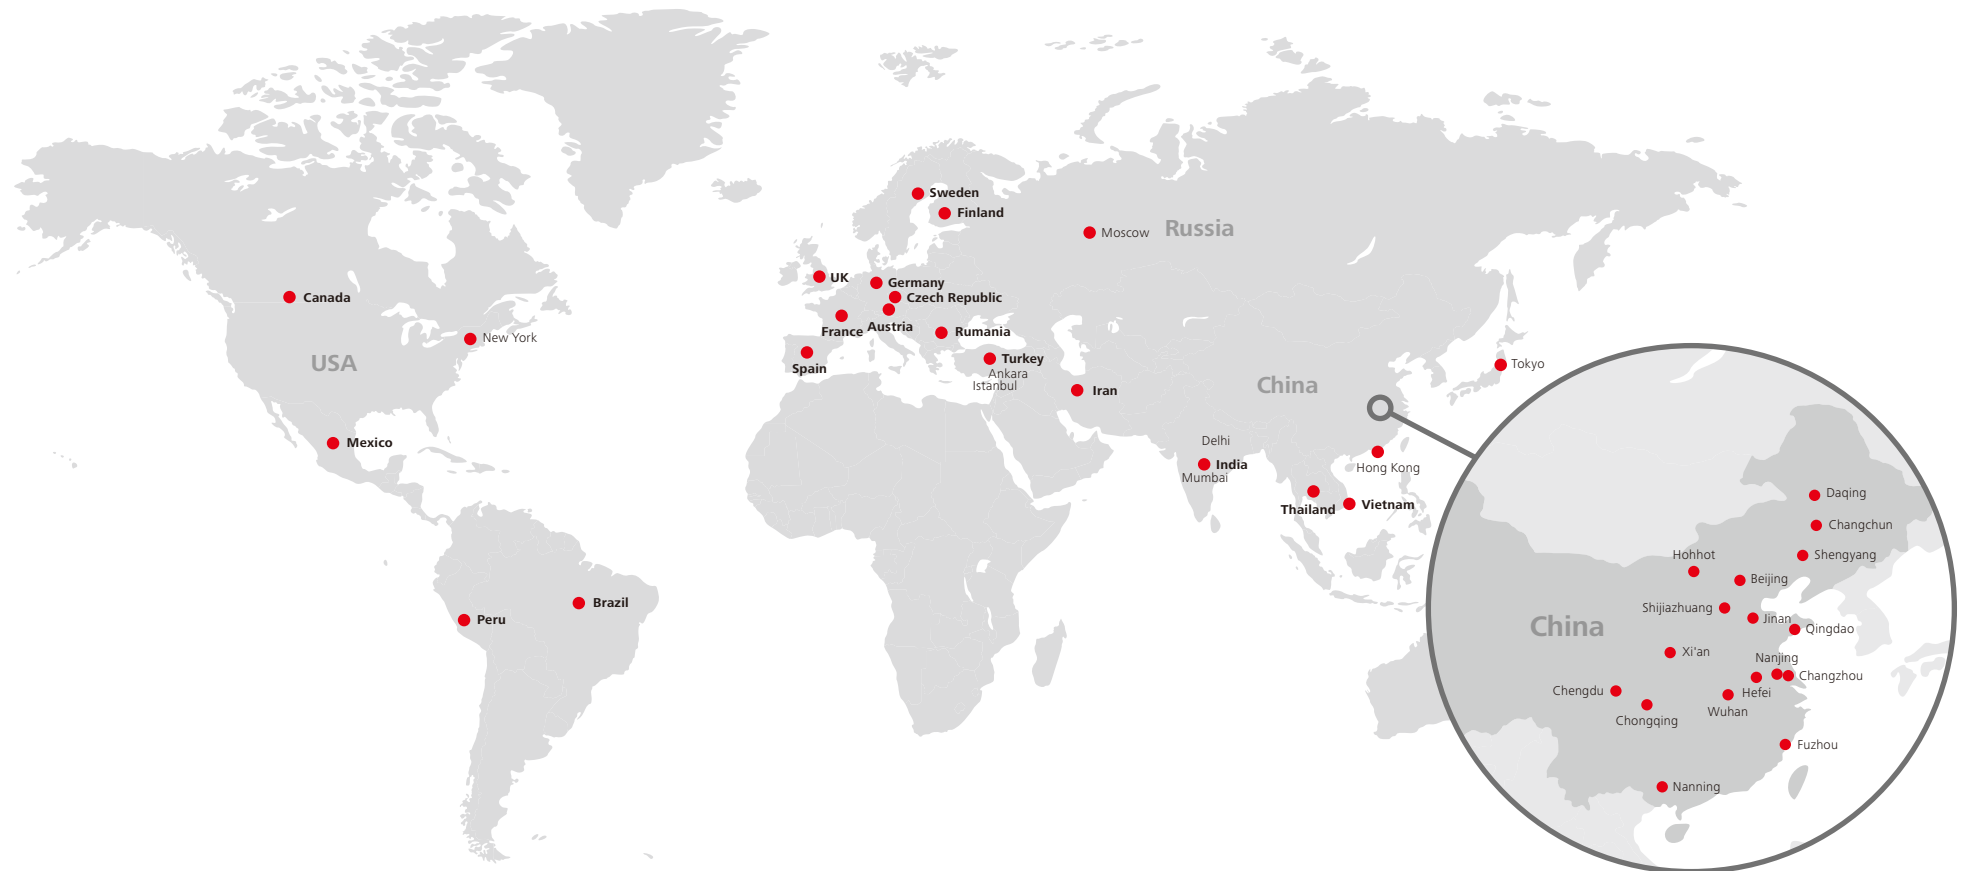 Sweden
Finland
Moscow
Russia
UK
Germany
Canada
Czech Republic
France
Austria
Rumania
New York
USA
Spain
Turkey
Ankara
Istanbul
Tokyo
China
Iran
Mexico
Delhi
India
Mumbai
Hong Kong
Thailand
Vietnam
Brazil
Peru
Daqing
Changchun
Hohhot
Shengyang
Beijing
Shijiazhuang
Jinan
China
Qingdao
Xi'an
Nanjing
Changzhou
Chengdu
Hefei
Wuhan
Chongqing
Fuzhou
Nanning